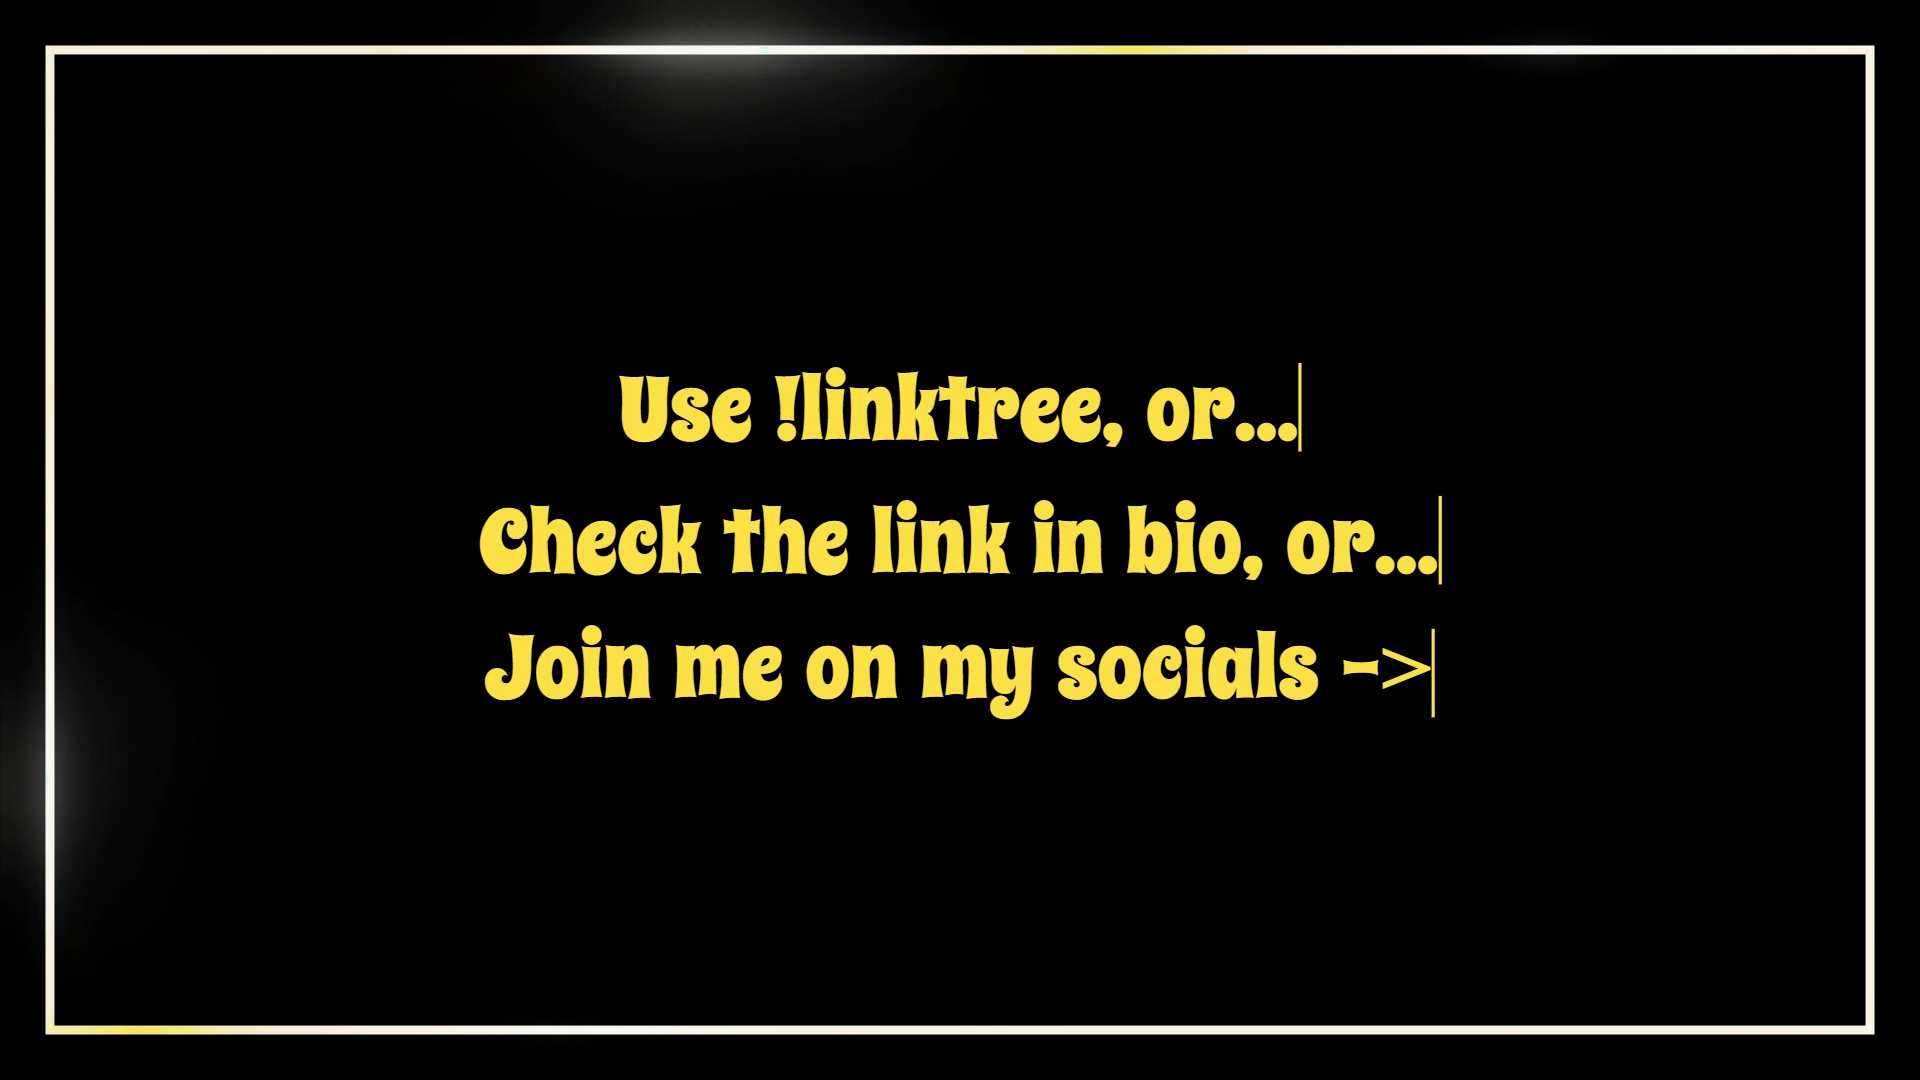 Use !linktree, or...
Check the link in bio, or...
Join me on my socials ->